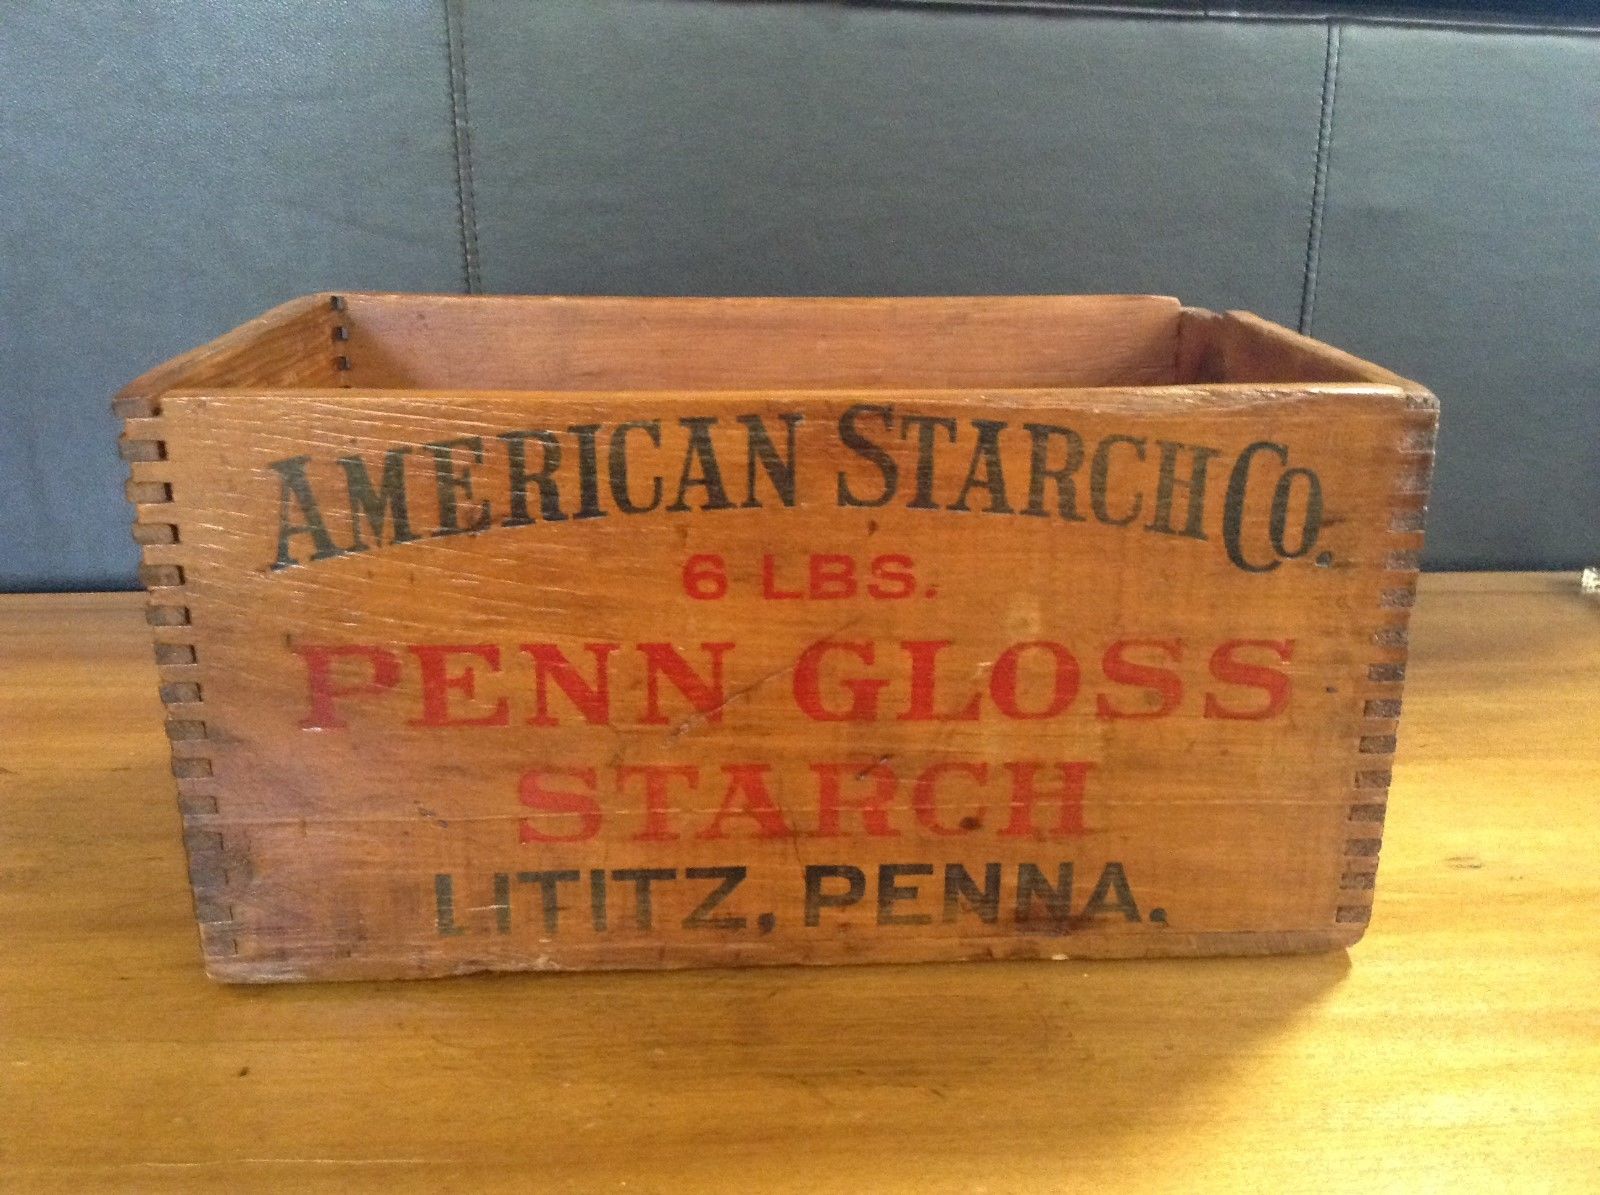 AMERICAN STARCH CO.
6 LBS.
PENN GLOSS
STARCH
LITITZ, PENNA.